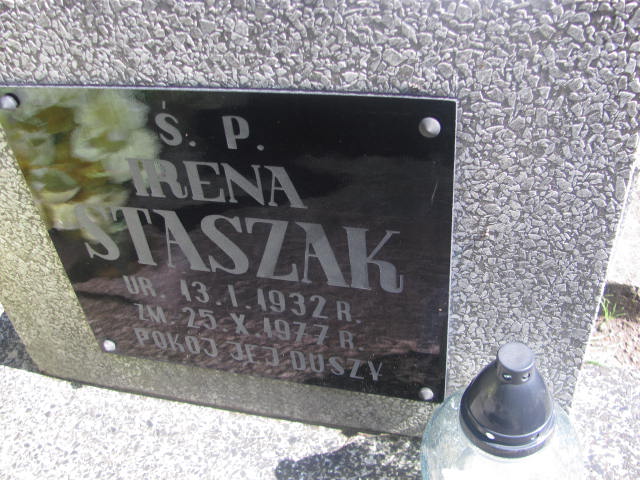 Ś. P.
IRENA
STASZAK
UR. 13.I.1932 R.
ZM. 25.X 1977 R.
POKÓJ JEJ DUSZY